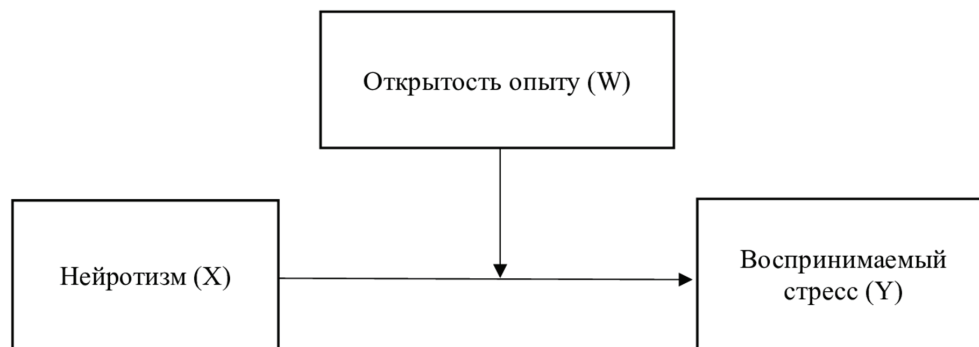 Открытость опыту (W)
Нейротизм (X)
Воспринимаемый
стресс (Y)